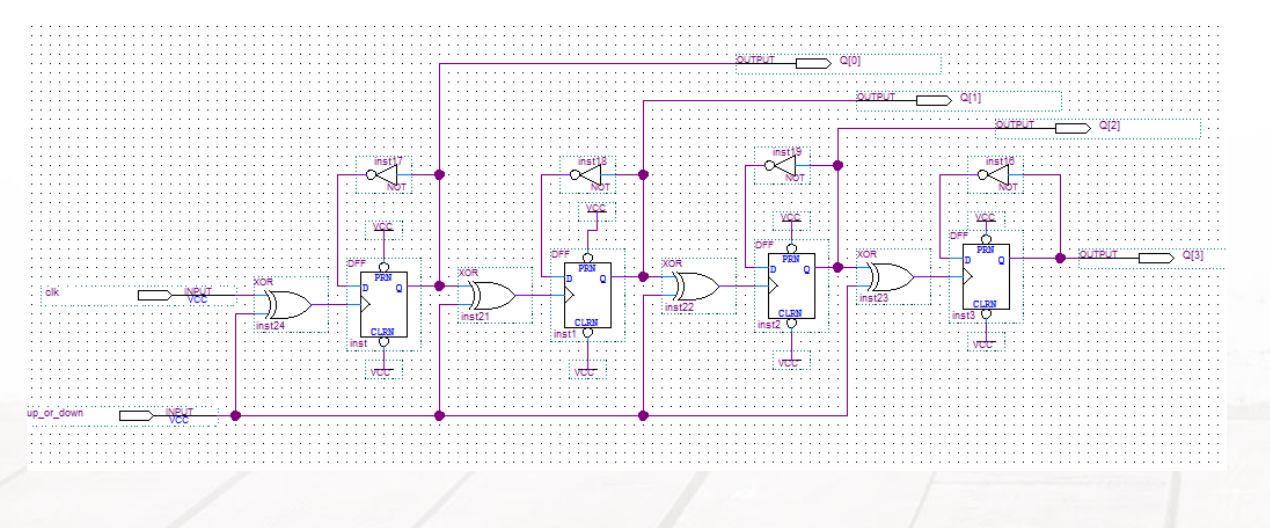 OUTPUT Q[0]
OUTPUT Q[1]
OUTPUT Q[2]
inst17
NOT
inst18
NOT
inst19
NOT
inst16
NOT
VCC
VCC
VCC
VCC
DFF
PRN
D Q
CLRN
inst
VCC
DFF
PRN
D Q
CLRN
inst1
VCC
DFF
PRN
D Q
CLRN
inst2
VCC
DFF
PRN
D Q
CLRN
inst3
VCC
OUTPUT Q[3]
XOR
inst24
XOR
inst21
XOR
inst22
XOR
inst23
clk INPUT
VCC
up_or_down INPUT
VCC